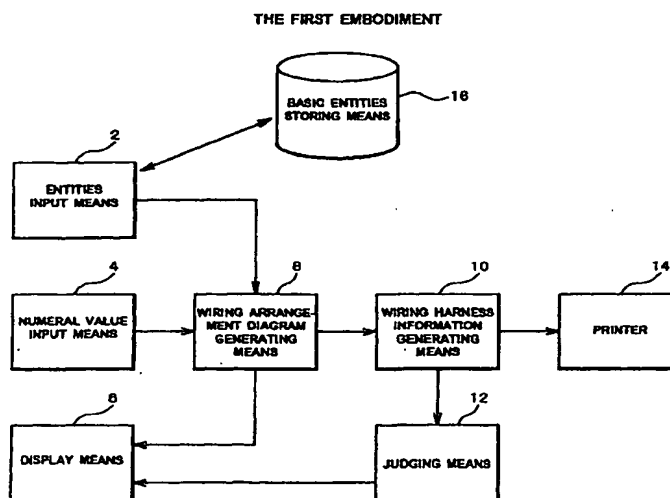 THE FIRST EMBODIMENT
BASIC ENTITIES
STORING MEANS
16
2
ENTITIES
INPUT MEANS
4
NUMERAL VALUE
INPUT MEANS
8
WIRING ARRANGE-
MENT DIAGRAM
GENERATING
MEANS
10
WIRING HARNESS
INFORMATION
GENERATING
MEANS
14
PRINTER
6
DISPLAY MEANS
12
JUDGING MEANS